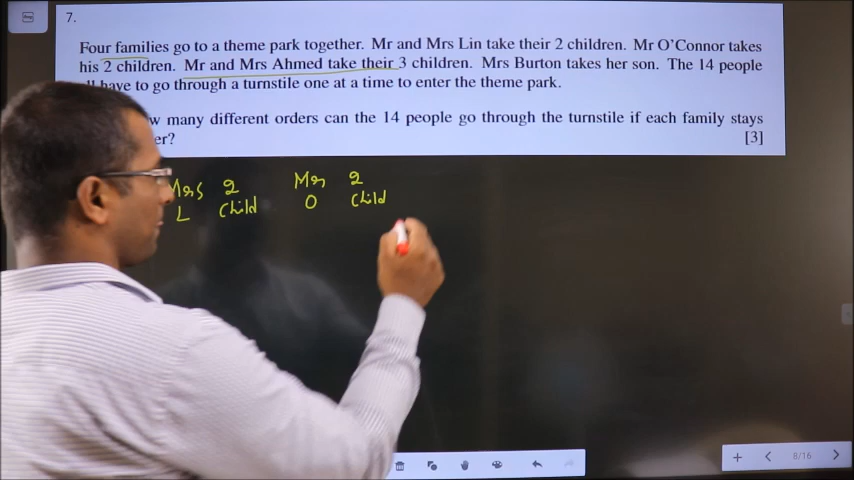 7.
Four families go to a theme park together. Mr and Mrs Lin take their 2 children. Mr O'Connor takes
his 2 children. Mr and Mrs Ahmed take their 3 children. Mrs Burton takes her son. The 14 people
have to go through a turnstile one at a time to enter the theme park.
many different orders can the 14 people go through the turnstile if each family stays
[3]
Mrs 2 Mr 2
L Child O Child
+ < 8/16 >